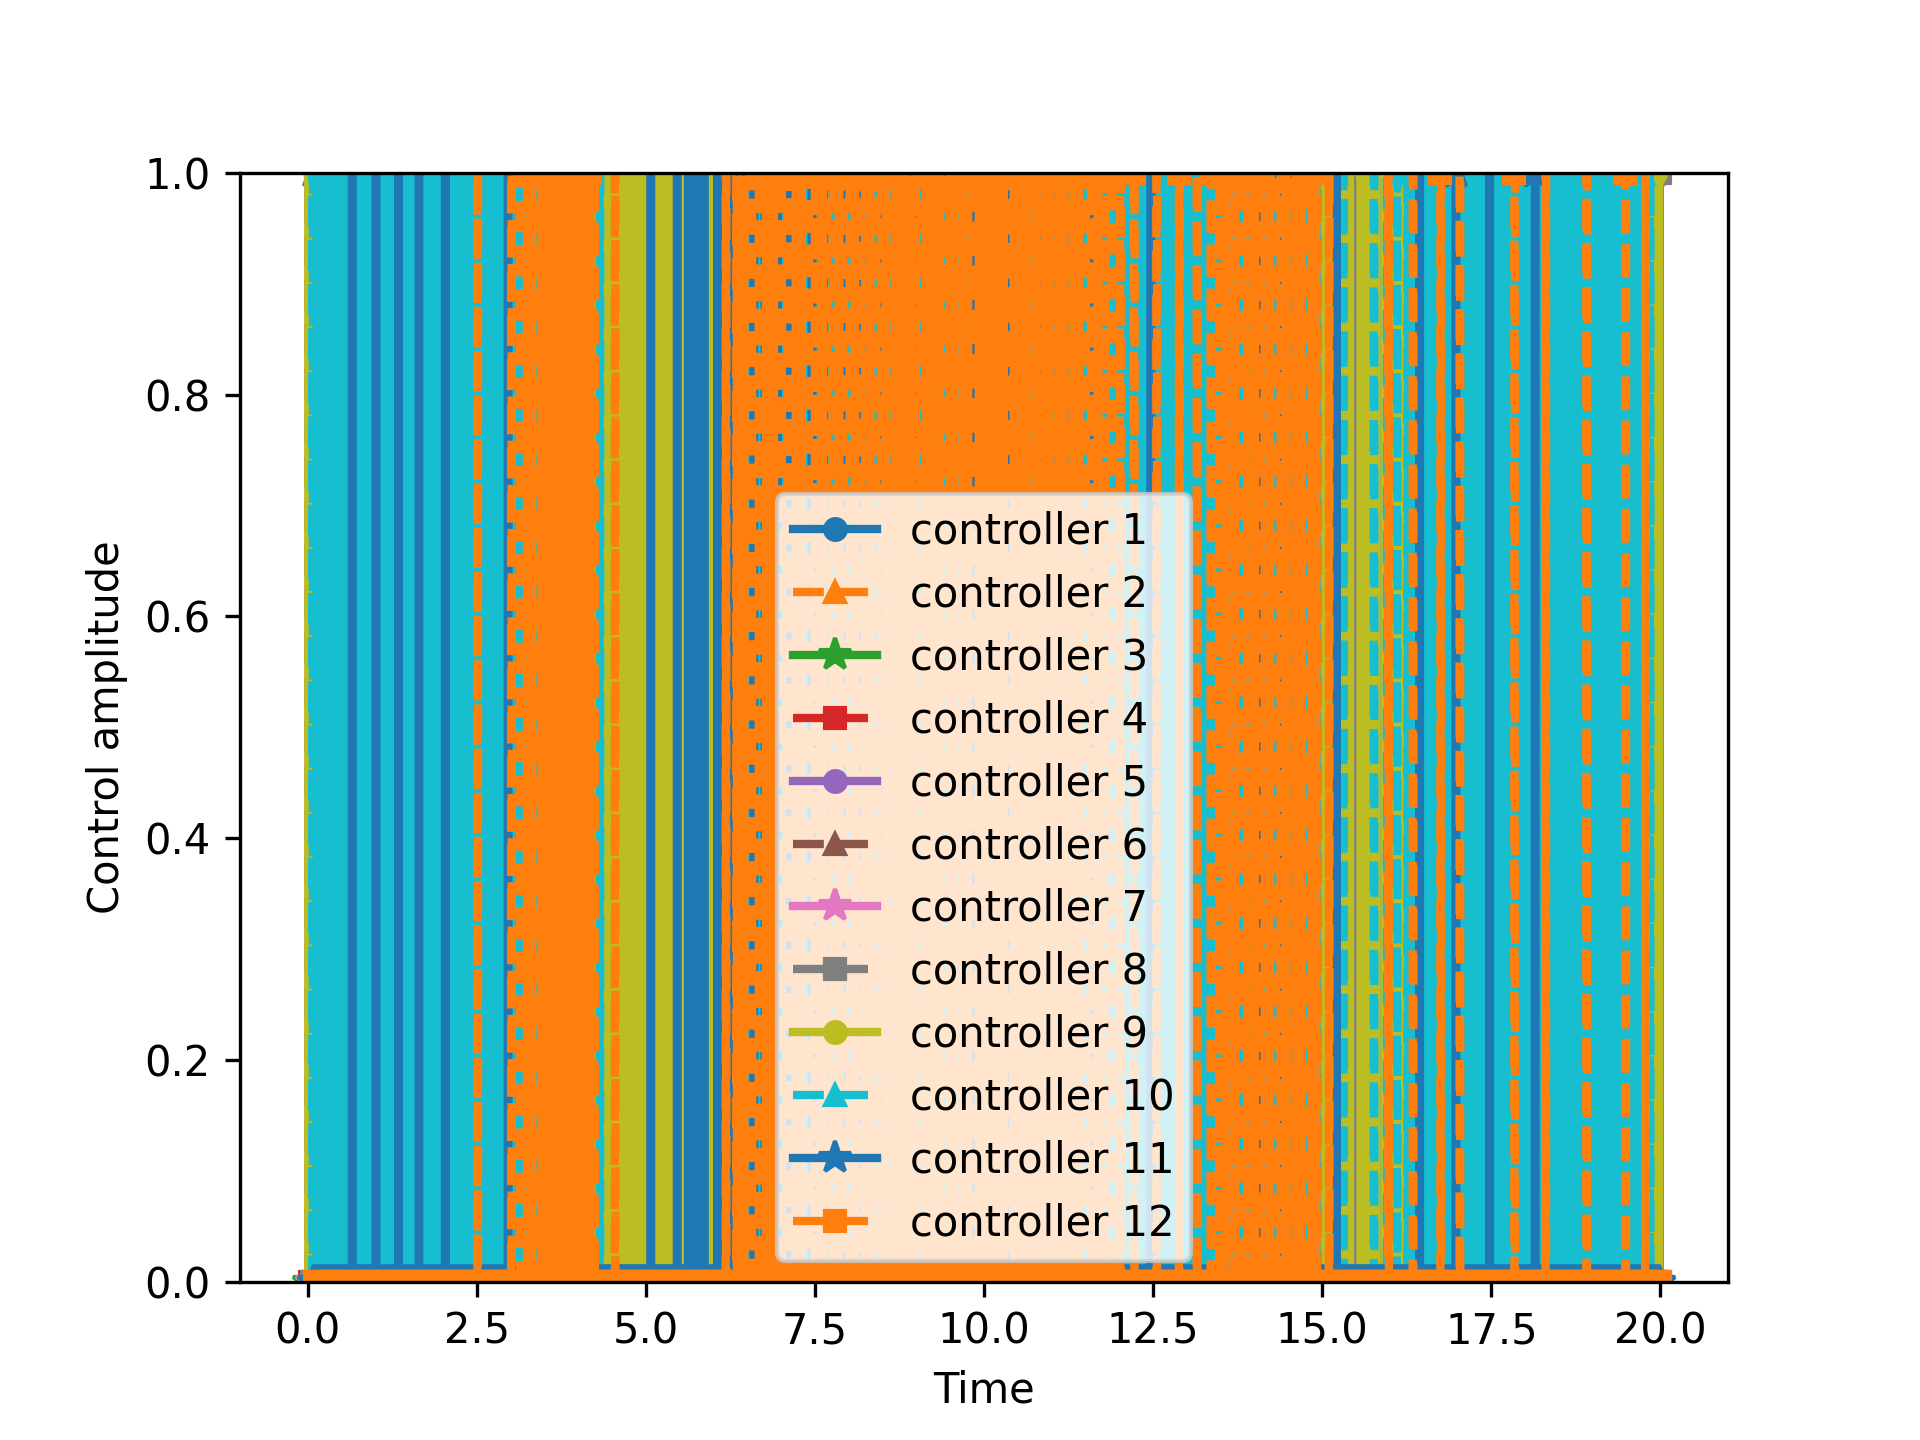 1.0
0.8
0.6
0.4
0.2
0.0
Control amplitude
controller 1
controller 2
controller 3
controller 4
controller 5
controller 6
controller 7
controller 8
controller 9
controller 10
controller 11
controller 12
0.0 2.5 5.0 7.5 10.0 12.5 15.0 17.5 20.0
Time